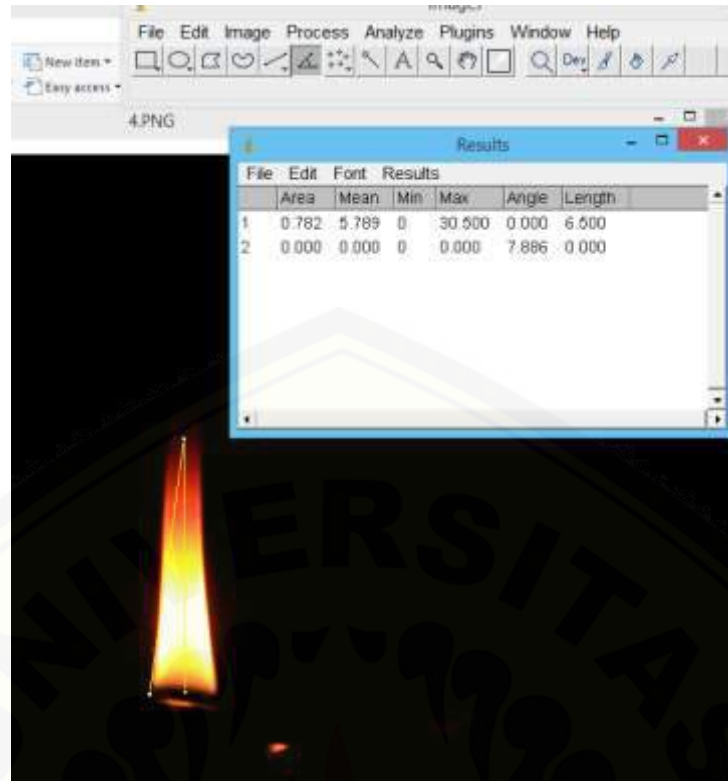 File Edit Image Process Analyze Plugins Window Help
New item
Easy access
A
Dev
4.PNG
Results
File Edit Font Results
Area Mean Min Max Angle Length
1 0.782 5.789 0 30.500 0.000 6.500
2 0.000 0.000 0 0.000 7.886 0.000
UNIVERSITAS